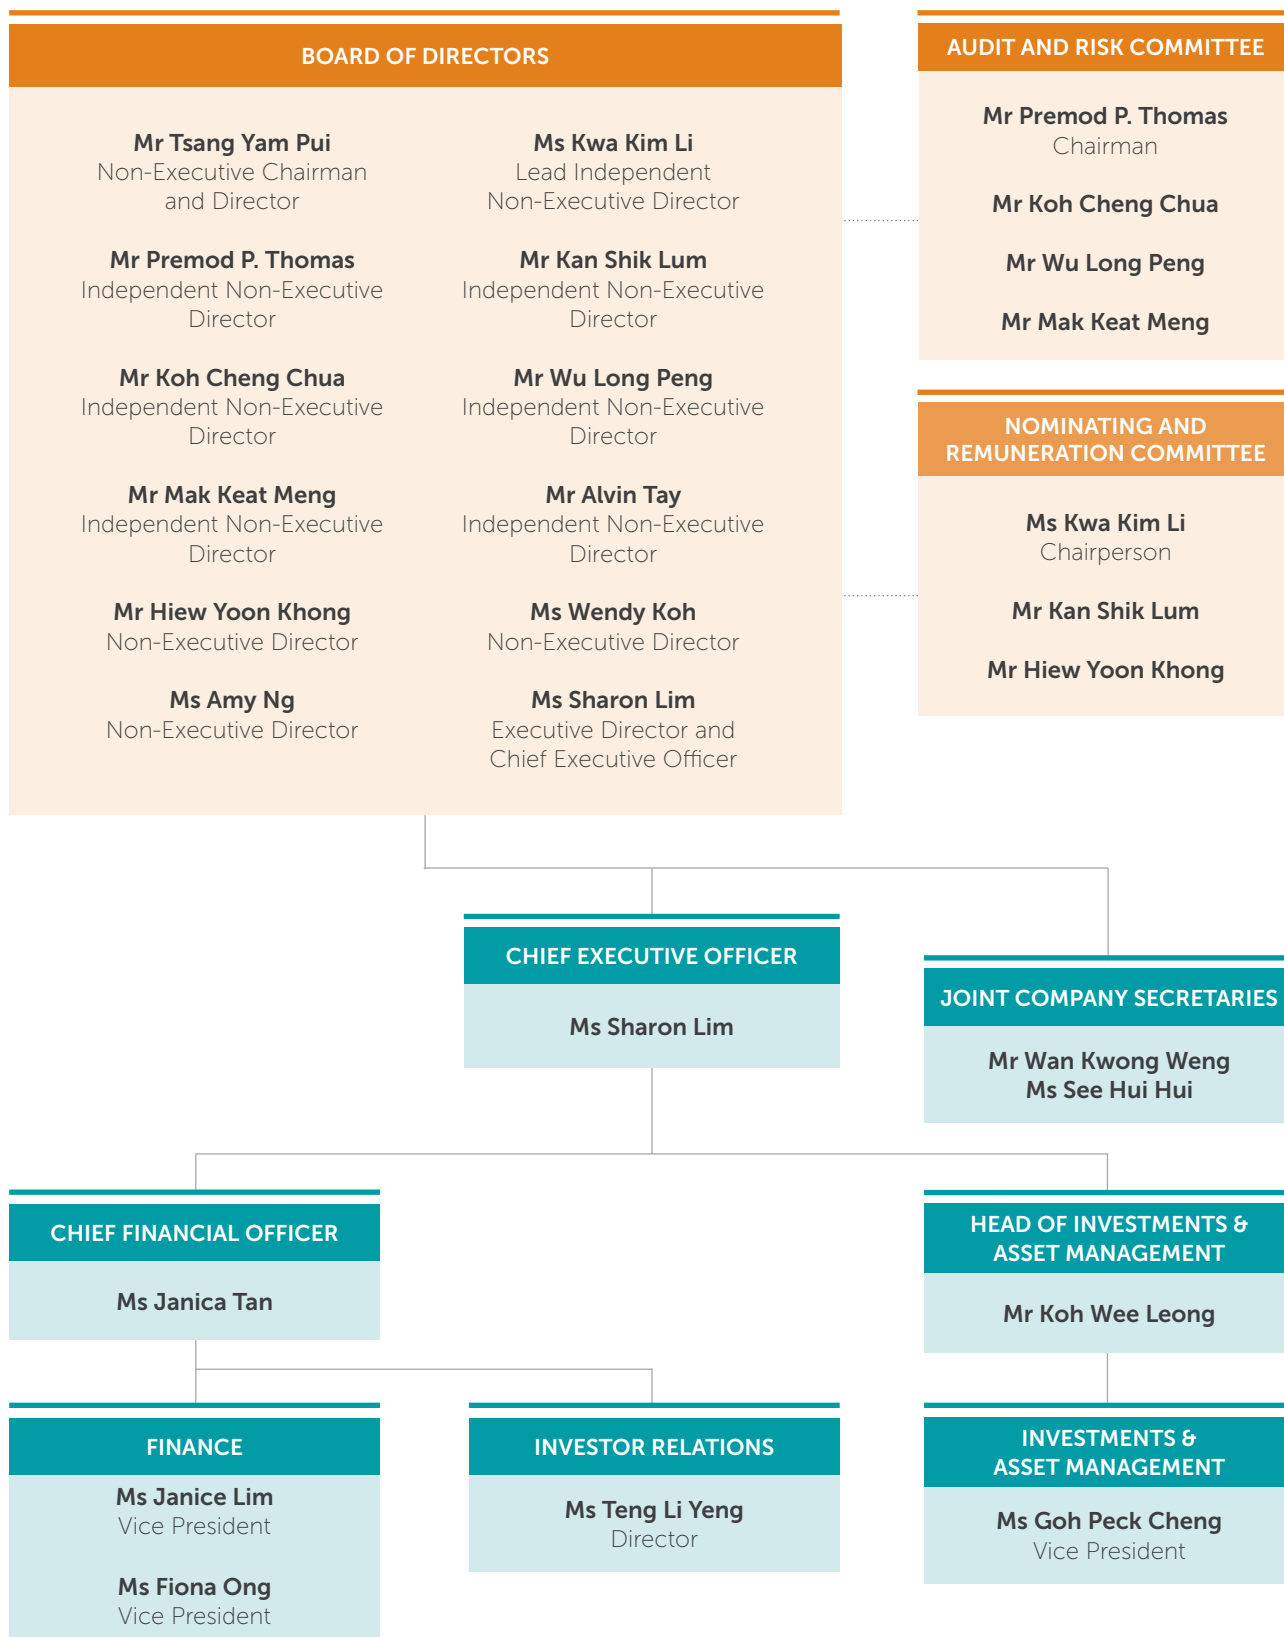 BOARD OF DIRECTORS
Mr Tsang Yam Pui
Non-Executive Chairman
and Director
Ms Kwa Kim Li
Lead Independent
Non-Executive Director
Mr Premod P. Thomas
Independent Non-Executive
Director
Mr Kan Shik Lum
Independent Non-Executive
Director
Mr Koh Cheng Chua
Independent Non-Executive
Director
Mr Wu Long Peng
Independent Non-Executive
Director
Mr Mak Keat Meng
Independent Non-Executive
Director
Mr Alvin Tay
Independent Non-Executive
Director
Mr Hiew Yoon Khong
Non-Executive Director
Ms Wendy Koh
Non-Executive Director
Ms Amy Ng
Non-Executive Director
Ms Sharon Lim
Executive Director and
Chief Executive Officer
AUDIT AND RISK COMMITTEE
Mr Premod P. Thomas
Chairman
Mr Koh Cheng Chua
Mr Wu Long Peng
Mr Mak Keat Meng
NOMINATING AND
REMUNERATION COMMITTEE
Ms Kwa Kim Li
Chairperson
Mr Kan Shik Lum
Mr Hiew Yoon Khong
CHIEF EXECUTIVE OFFICER
Ms Sharon Lim
JOINT COMPANY SECRETARIES
Mr Wan Kwong Weng
Ms See Hui Hui
CHIEF FINANCIAL OFFICER
Ms Janica Tan
HEAD OF INVESTMENTS &
ASSET MANAGEMENT
Mr Koh Wee Leong
FINANCE
Ms Janice Lim
Vice President
Ms Fiona Ong
Vice President
INVESTOR RELATIONS
Ms Teng Li Yeng
Director
INVESTMENTS &
ASSET MANAGEMENT
Ms Goh Peck Cheng
Vice President